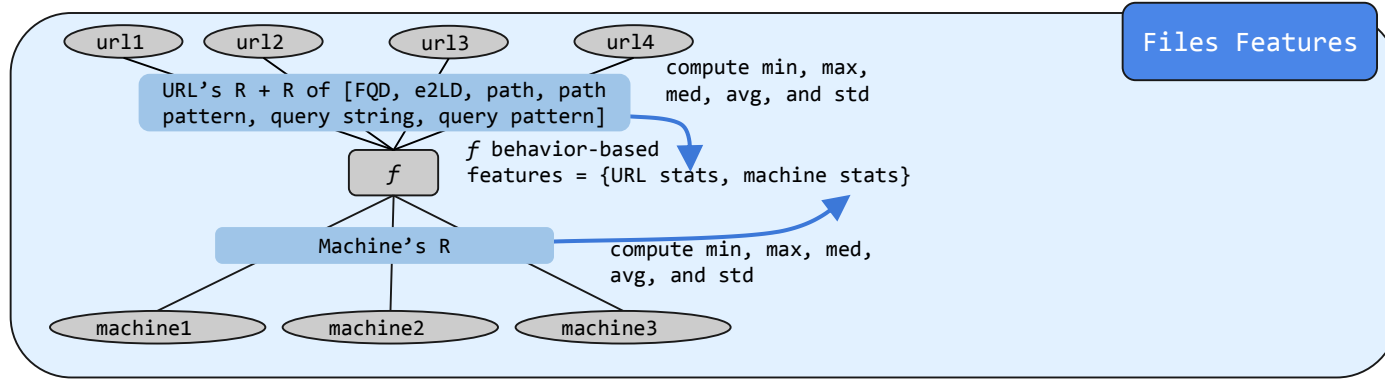 Files Features
url1
url2
url3
url4
compute min, max,
med, avg, and std
URL’s R + R of [FQD, e2LD, path, path
pattern, query string, query pattern]
f behavior-based
features = {URL stats, machine stats}
f
Machine’s R
compute min, max, med,
avg, and std
machine1
machine2
machine3